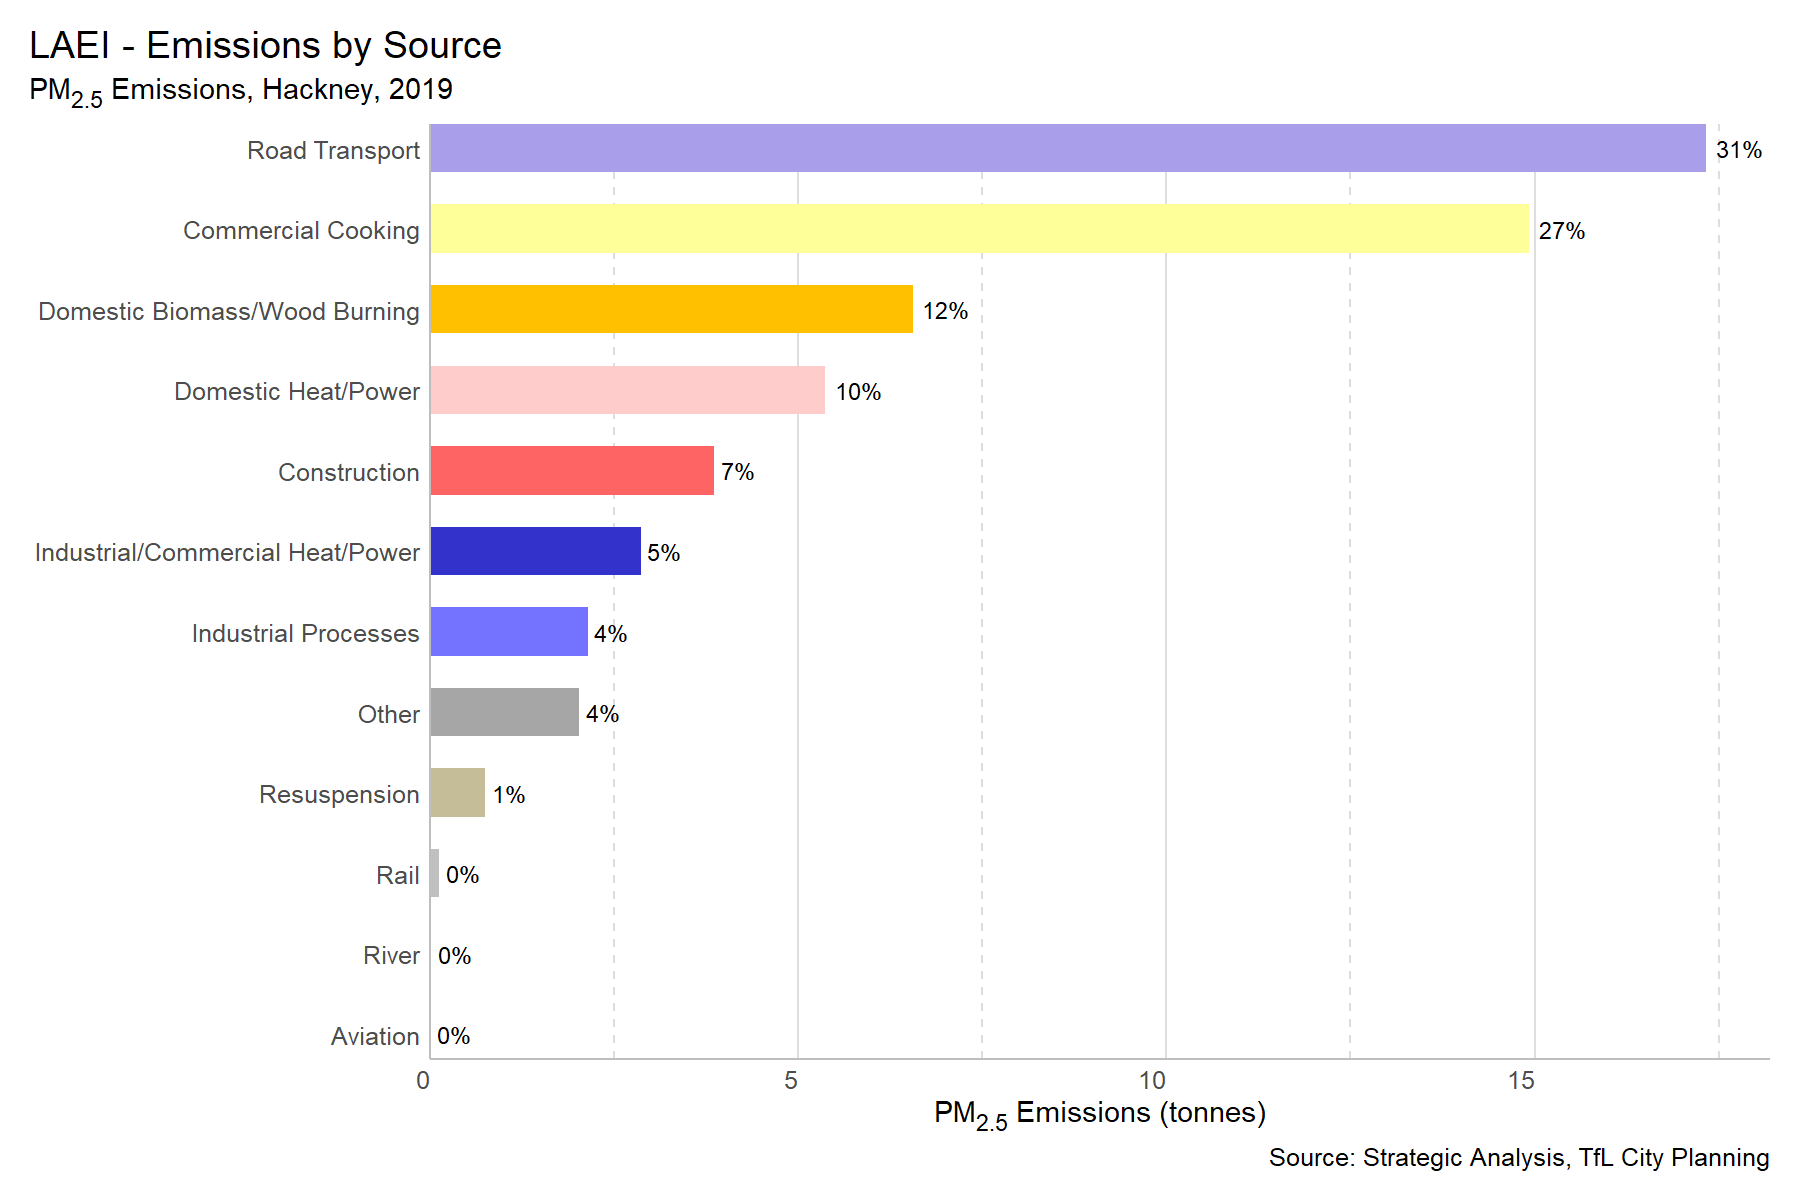 LAEI - Emissions by Source
PM2.5 Emissions, Hackney, 2019
Road Transport 31%
Commercial Cooking 27%
Domestic Biomass/Wood Burning 12%
Domestic Heat/Power 10%
Construction 7%
Industrial/Commercial Heat/Power 5%
Industrial Processes 4%
Other 4%
Resuspension 1%
Rail 0%
River 0%
Aviation 0%
0 5 10 15
PM2.5 Emissions (tonnes)
Source: Strategic Analysis, TfL City Planning